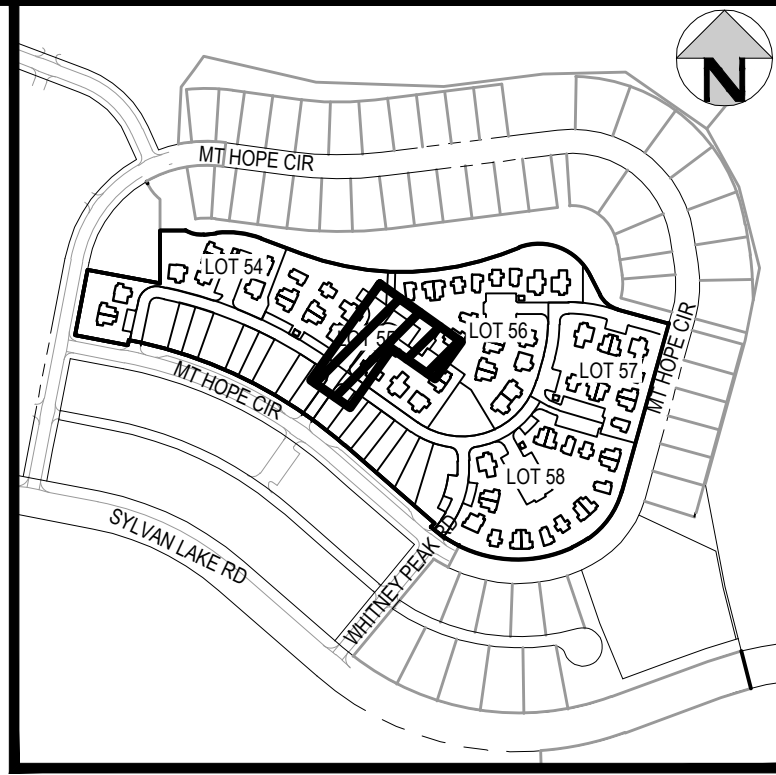 N
MT HOPE CIR
LOT 54
LOT 56
LOT 57
MT HOPE CIR
MT HOPE CIR
LOT 58
SYLVAN LAKE RD
WHITNEY PEAK RD